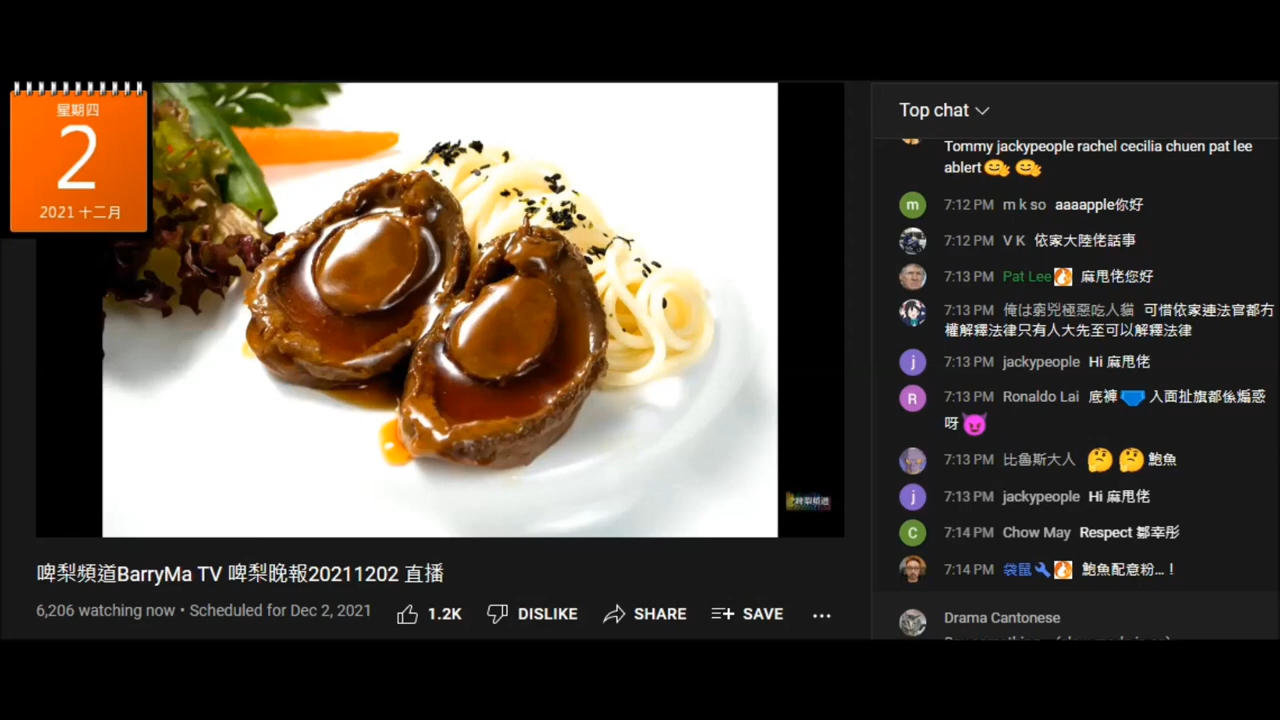 星期四
2
2021 十二月
啤梨頻道
啤梨頻道BarryMa TV 啤梨晚報20211202 直播
6,206 watching now • Scheduled for Dec 2, 2021
1.2K
DISLIKE
SHARE
SAVE
Top chat
Tommy jackypeople rachel cecilia chuen pat lee
ablert🤗 🤗
m
7:12 PM m k so aaaapple你好
7:12 PM V K 依家大陸佬話事
7:13 PM Pat Lee 麻甩佬您好
7:13 PM 俺は窮兇極惡吃人貓 可惜依家連法官都冇
權解釋法律只有人大先至可以解釋法律
j
7:13 PM jackypeople Hi 麻甩佬
R
7:13 PM Ronaldo Lai 底褲🩲入面扯旗都係煽惑
呀😈
7:13 PM 比魯斯大人 🤔 🤔 鮑魚
j
7:13 PM jackypeople Hi 麻甩佬
C
7:14 PM Chow May Respect 鄒幸彤
7:14 PM 袋鼠🔧 鮑魚配意粉... !
Drama Cantonese